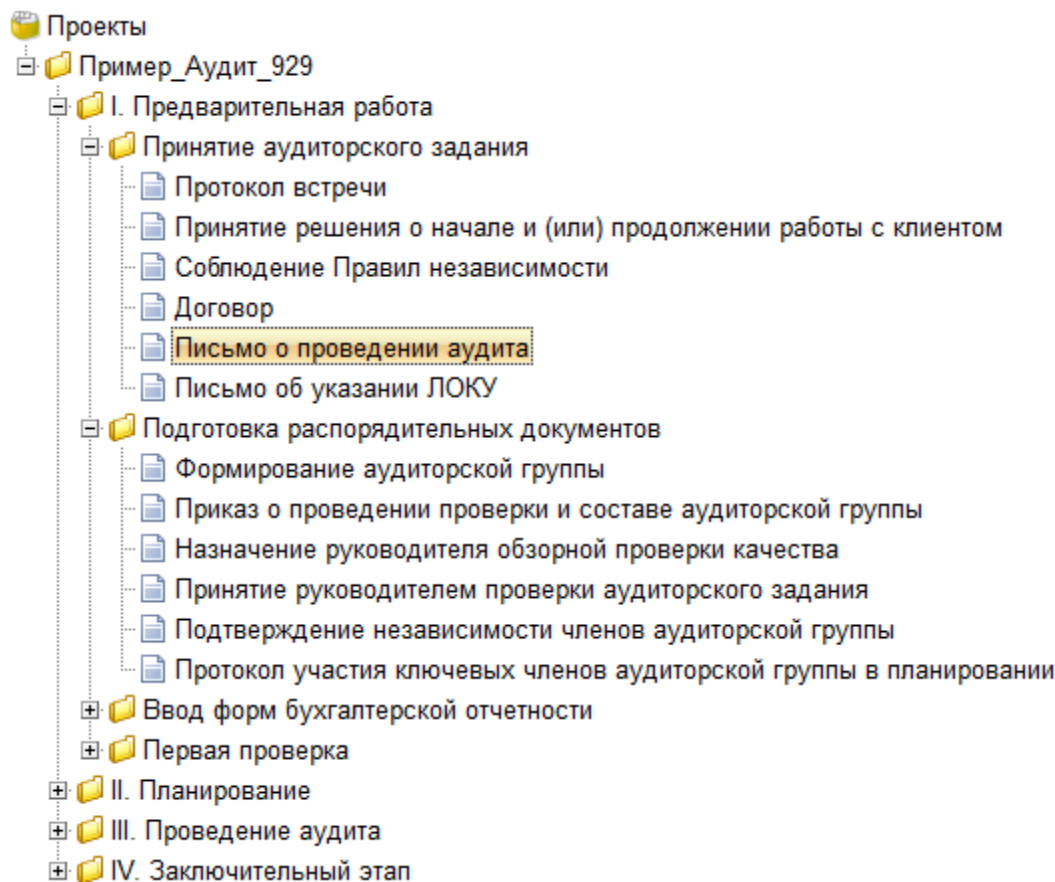 Проекты
Пример_Аудит_929
I. Предварительная работа
Принятие аудиторского задания
Протокол встречи
Принятие решения о начале и (или) продолжении работы с клиентом
Соблюдение Правил независимости
Договор
Письмо о проведении аудита
Письмо об указании ЛОКУ
Подготовка распорядительных документов
Формирование аудиторской группы
Приказ о проведении проверки и составе аудиторской группы
Назначение руководителя обзорной проверки качества
Принятие руководителем проверки аудиторского задания
Подтверждение независимости членов аудиторской группы
Протокол участия ключевых членов аудиторской группы в планировании
Ввод форм бухгалтерской отчетности
Первая проверка
II. Планирование
III. Проведение аудита
IV. Заключительный этап